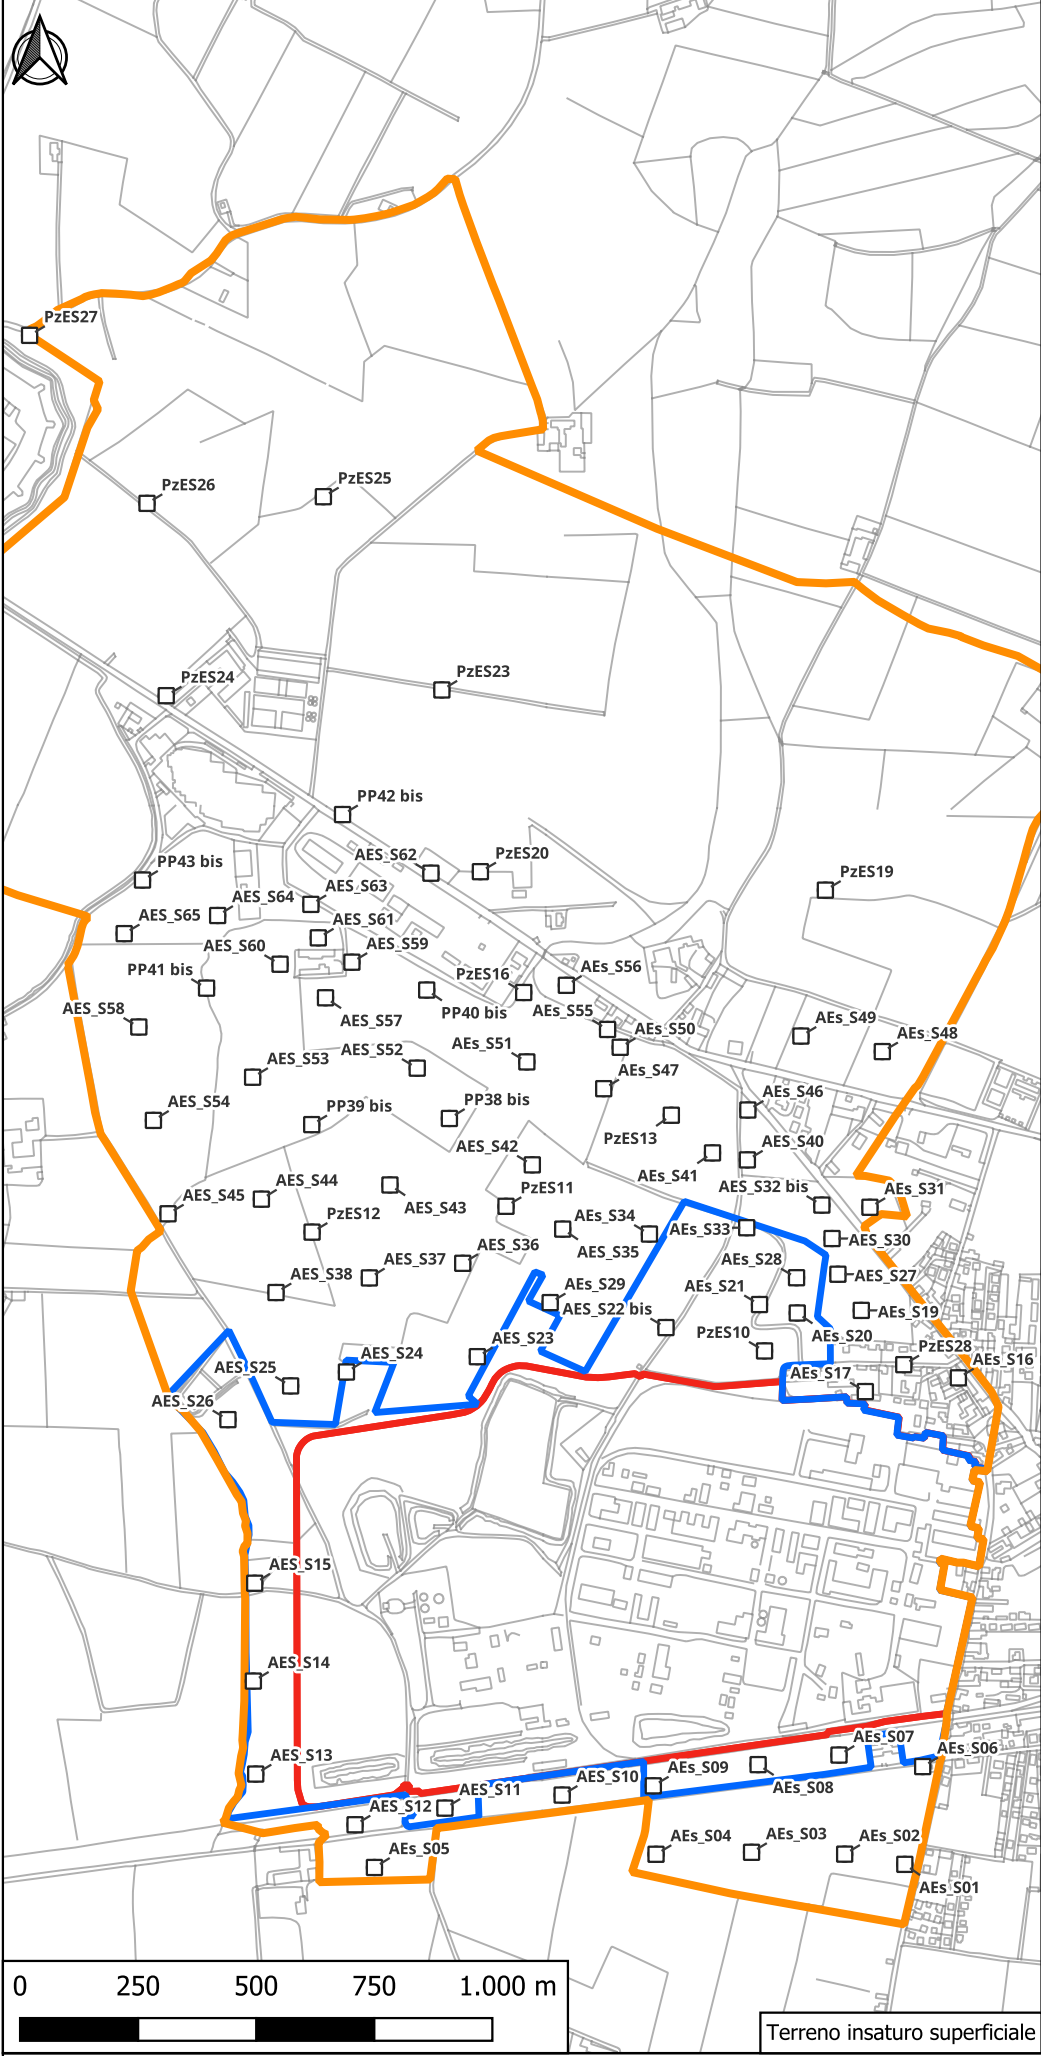 PzES27
PzES26
PzES25
PzES24
PzES23
PP42 bis
AES_S62
PzES20
PP43 bis
PzES19
AES_S63
AES_S64
AES_S65
AES_S61
AES_S60
AES_S59
PP41 bis
PzES16
AEs_S56
AES_S58
AES_S57
PP40 bis
AEs_S55
AEs_S50
AEs_S49
AEs_S48
AES_S53
AES_S52
AEs_S51
AEs_S47
AES_S54
PP39 bis
PP38 bis
PzES13
AEs_S46
AES_S42
AES_S41
AES_S40
AES_S45
AES_S44
AES_S43
PzES11
AES_S32 bis
AEs_S31
PzES12
AEs_S34
AEs_S35
AEs_S33
AEs_S30
AES_S38
AES_S37
AES_S36
AEs_S28
AEs_S27
AEs_S29
AEs_S21
AEs_S22 bis
AEs_S19
AEs_S20
PzES10
AES_S23
PzES28
AES_S25
AES_S24
AEs_S17
AEs_S16
AES_S26
AES_S15
AES_S14
AES_S13
AEs_S07
AEs_S06
AEs_S09
AEs_S08
AES_S10
AES_S11
AES_S12
AEs_S05
AEs_S04
AEs_S03
AEs_S02
AEs_S01
0 250 500 750 1.000 m
Terreno insaturo superficiale